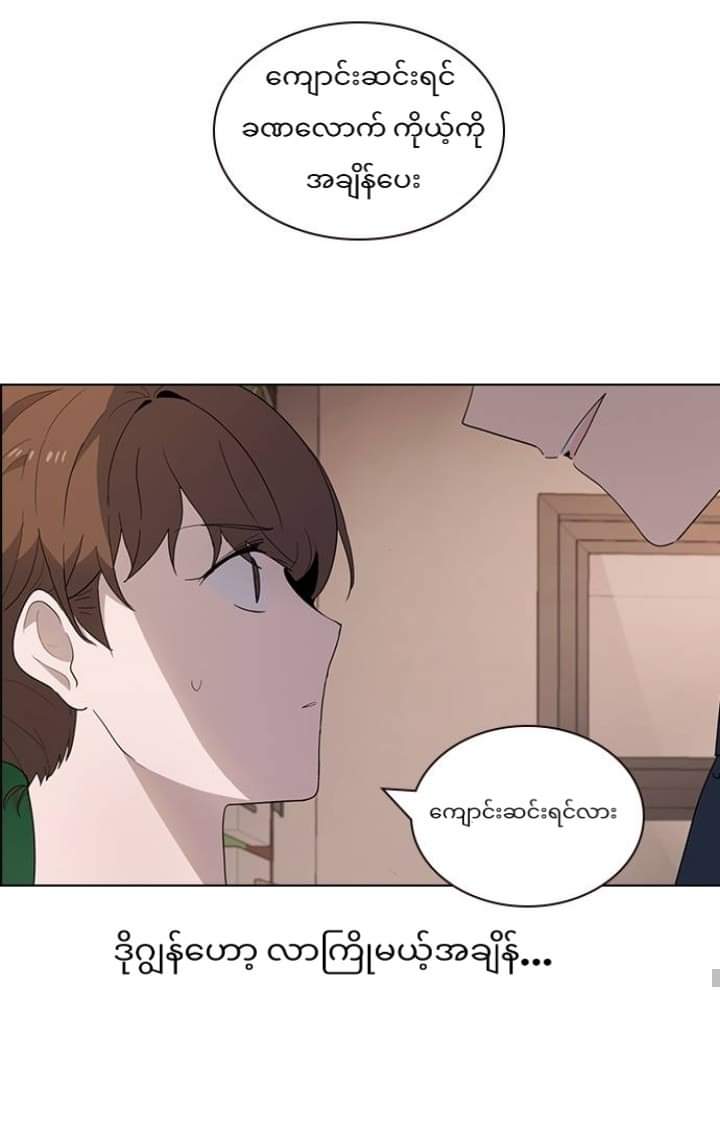 ကျောင်းဆင်းရင်
ခဏလောက် ကိုယ့်ကို
အချိန်ပေး
ကျောင်းဆင်းရင်လား
ဒိုဂျွန်ဟော့ လာကြိုမယ့်အချိန်...